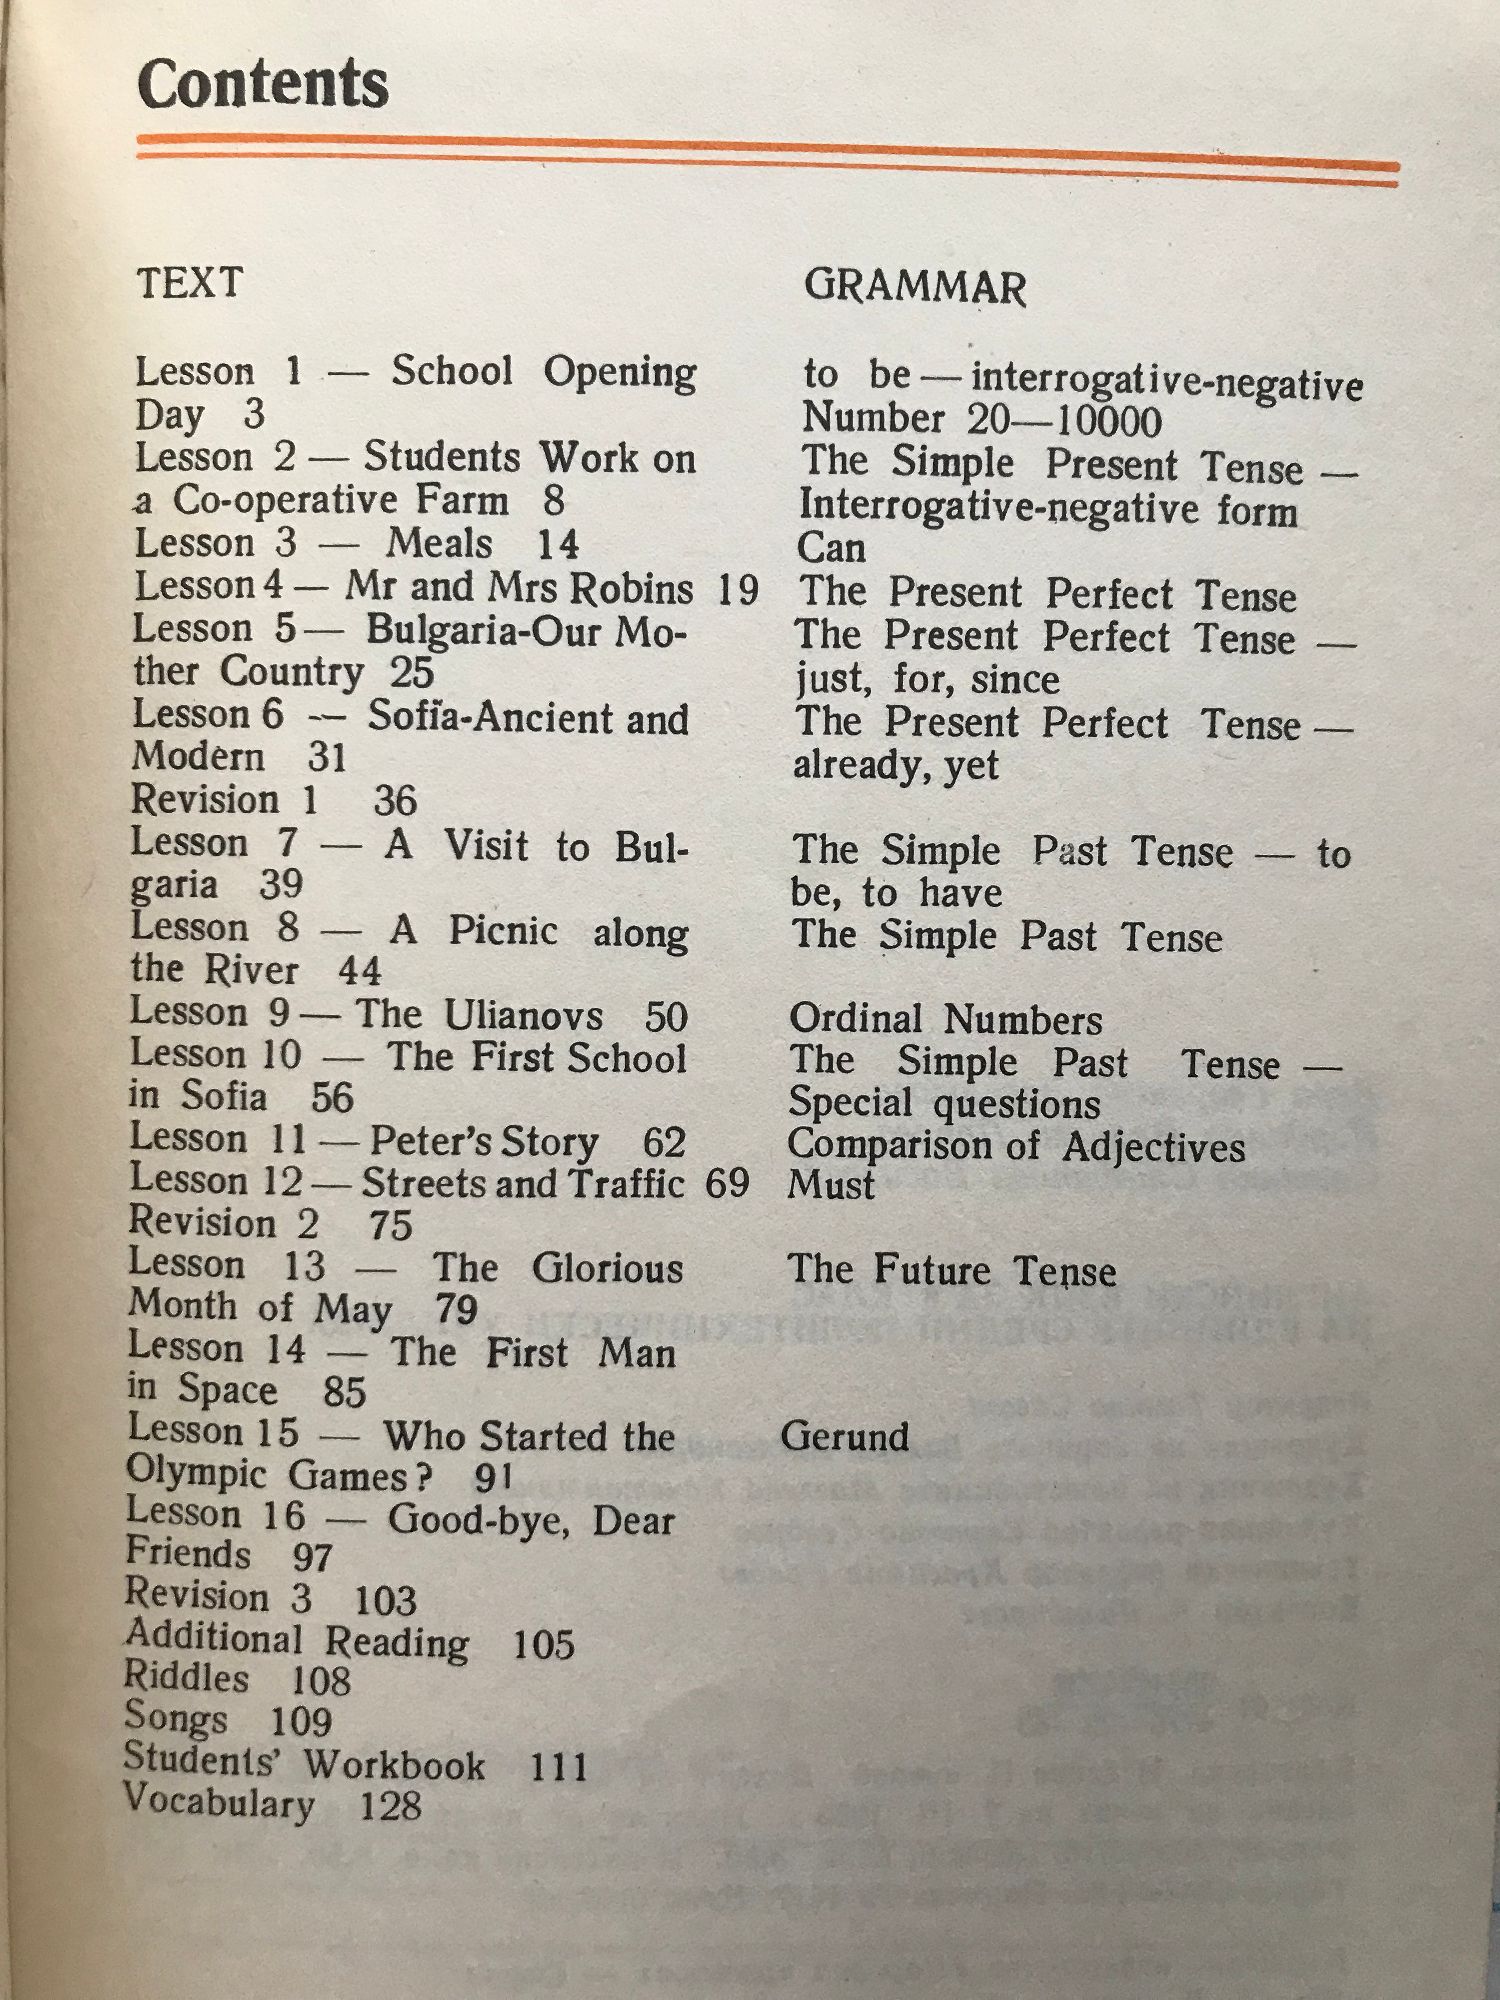 Contents
TEXT
Lesson 1 — School Opening
Day 3
Lesson 2 — Students Work on
a Co-operative Farm 8
Lesson 3 — Meals 14
Lesson 4 — Mr and Mrs Robins 19
Lesson 5 — Bulgaria-Our Mo-
ther Country 25
Lesson 6 — Sofia-Ancient and
Modern 31
Revision 1 36
Lesson 7 — A Visit to Bul-
garia 39
Lesson 8 — A Picnic along
the River 44
Lesson 9 — The Ulianovs 50
Lesson 10 — The First School
in Sofia 56
Lesson 11 — Peter's Story 62
Lesson 12 — Streets and Traffic 69
Revision 2 75
Lesson 13 — The Glorious
Month of May 79
Lesson 14 — The First Man
in Space 85
Lesson 15 — Who Started the
Olympic Games? 91
Lesson 16 — Good-bye, Dear
Friends 97
Revision 3 103
Additional Reading 105
Riddles 108
Songs 109
Students' Workbook 111
Vocabulary 128
GRAMMAR
to be — interrogative-negative
Number 20—10000
The Simple Present Tense —
Interrogative-negative form
Can
The Present Perfect Tense
The Present Perfect Tense —
just, for, since
The Present Perfect Tense —
already, yet
The Simple Past Tense — to
be, to have
The Simple Past Tense
Ordinal Numbers
The Simple Past Tense —
Special questions
Comparison of Adjectives
Must
The Future Tense
Gerund